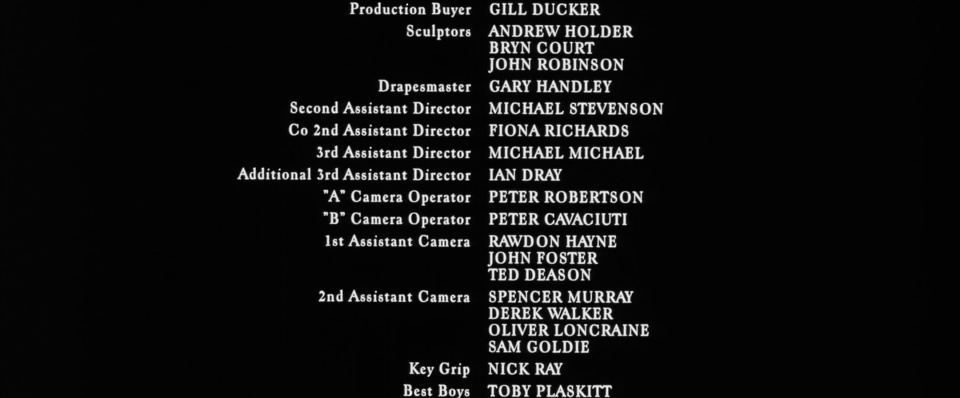 Production Buyer GILL DUCKER
Sculptors ANDREW HOLDER
BRYN COURT
JOHN ROBINSON
Drapesmaster GARY HANDLEY
Second Assistant Director MICHAEL STEVENSON
Co 2nd Assistant Director FIONA RICHARDS
3rd Assistant Director MICHAEL MICHAEL
Additional 3rd Assistant Director IAN DRAY
"A" Camera Operator PETER ROBERTSON
"B" Camera Operator PETER CAVACIUTI
1st Assistant Camera RAWDON HAYNE
JOHN FOSTER
TED DEASON
2nd Assistant Camera SPENCER MURRAY
DEREK WALKER
OLIVER LONCRAINE
SAM GOLDIE
Key Grip NICK RAY
Best Boys TOBY PLASKITT